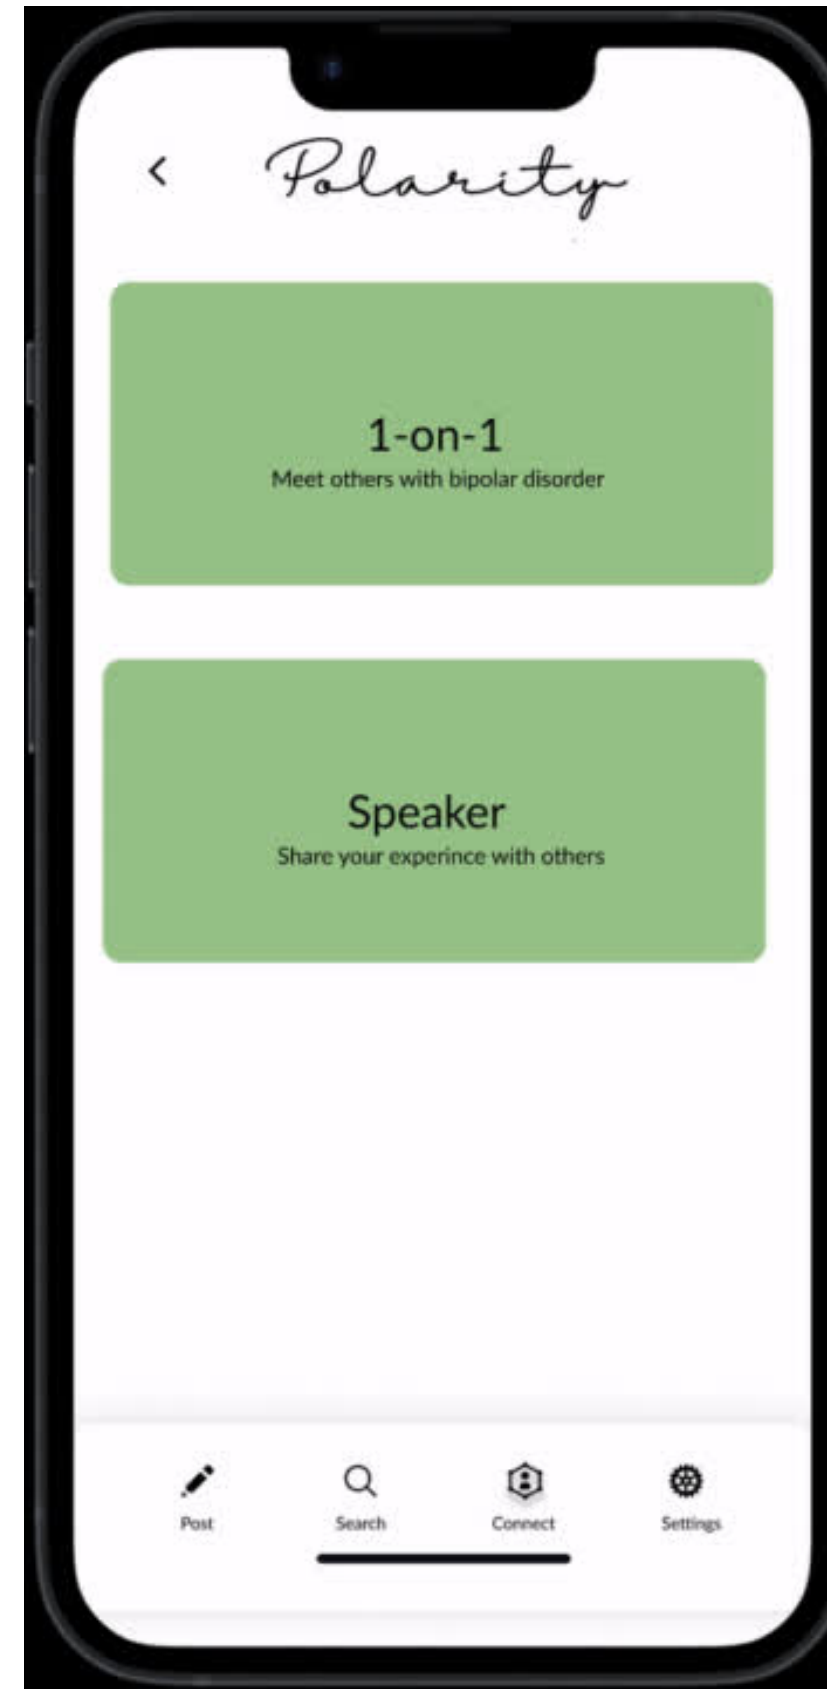 Polarity
1-on-1
Meet others with bipolar disorder
Speaker
Share your experince with others
Post
Search
Connect
Settings